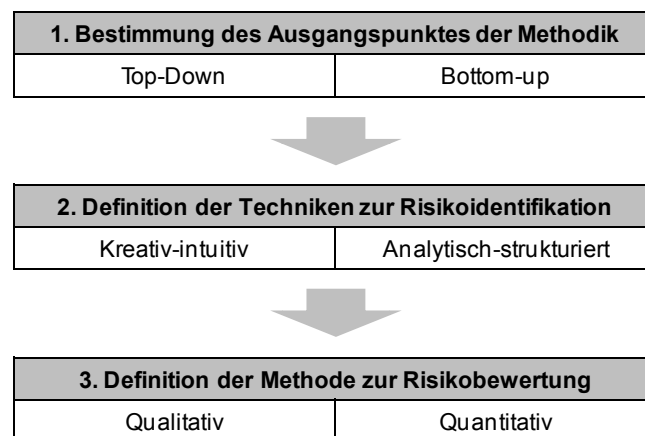 1. Bestimmung des Ausgangspunktes der Methodik
Top-Down Bottom-up
2. Definition der Techniken zur Risikoidentifikation
Kreativ-intuitiv Analytisch-strukturiert
3. Definition der Methode zur Risikobewertung
Qualitativ Quantitativ